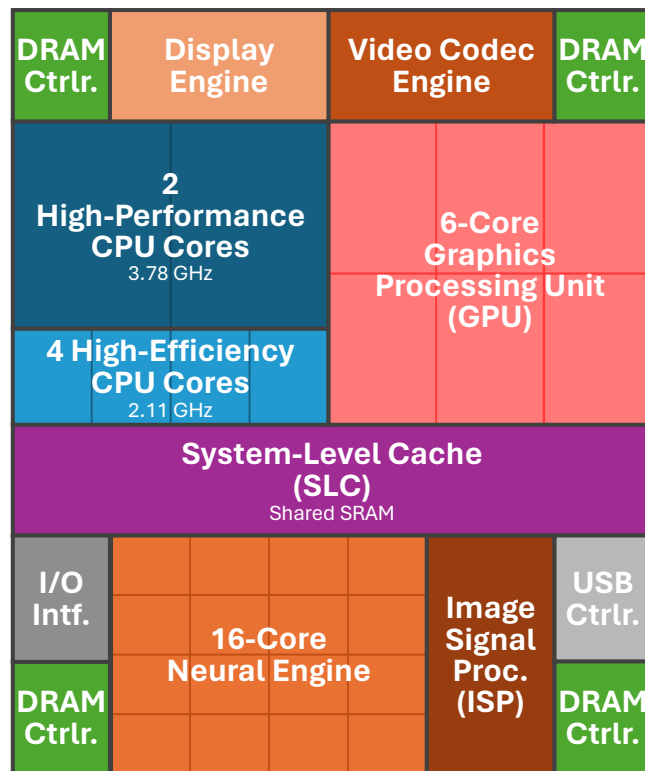 DRAM
Ctrlr.
Display
Engine
Video Codec
Engine
DRAM
Ctrlr.
2
High-Performance
CPU Cores
3.78 GHz
6-Core
Graphics
Processing Unit
(GPU)
4 High-Efficiency
CPU Cores
2.11 GHz
System-Level Cache
(SLC)
Shared SRAM
I/O
Intf.
16-Core
Neural Engine
Image
Signal
Proc.
(ISP)
USB
Ctrlr.
DRAM
Ctrlr.
DRAM
Ctrlr.